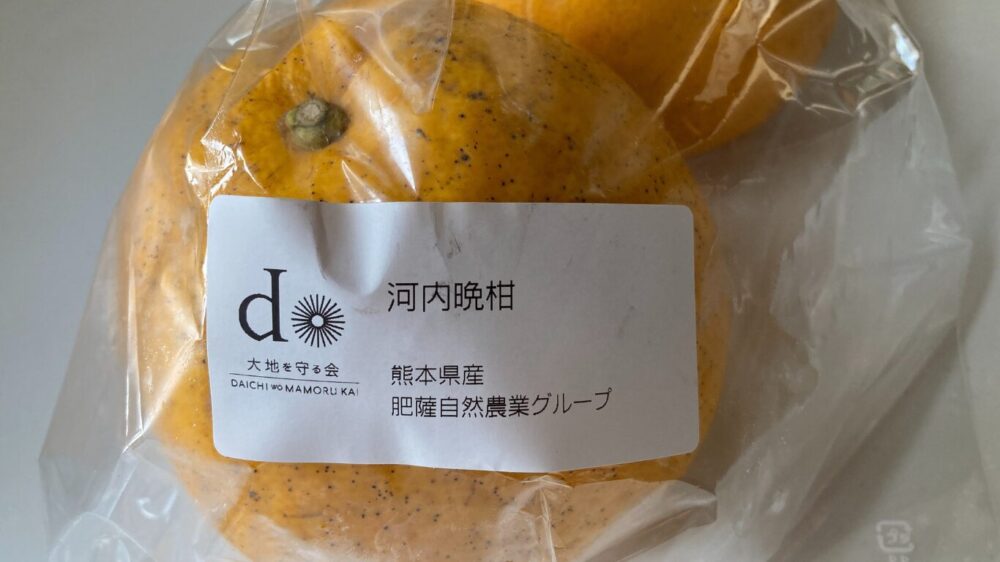 do
大地を守る会
DAICHI WO MAMORU KAI
河内晩柑
熊本県産
肥薩自然農業グループ